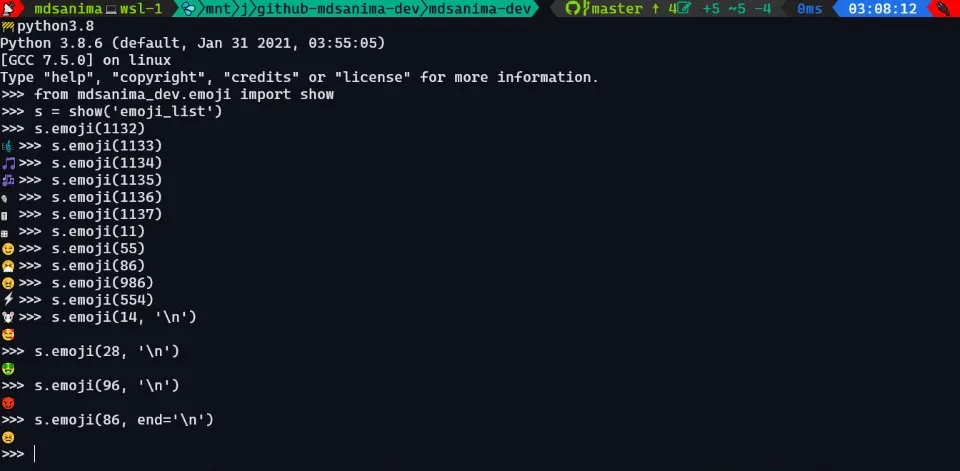 mdsanima💻wsl-1 mnt j github-mdsanima-dev mdsanima-dev master ↑ 4 +5 ~5 -4 0ms 03:08:12
🚧python3.8
Python 3.8.6 (default, Jan 31 2021, 03:55:05)
[GCC 7.5.0] on linux
Type "help", "copyright", "credits" or "license" for more information.
>>> from mdsanima_dev.emoji import show
>>> s = show('emoji_list')
>>> s.emoji(1132)
🎼>>> s.emoji(1133)
🎵>>> s.emoji(1134)
🎶>>> s.emoji(1135)
🎙>>> s.emoji(1136)
🎚>>> s.emoji(1137)
🎛>>> s.emoji(11)
😉>>> s.emoji(55)
😷>>> s.emoji(86)
😣>>> s.emoji(986)
⚡>>> s.emoji(554)
🐭>>> s.emoji(14, '\n')
🥰
>>> s.emoji(28, '\n')
🤑
>>> s.emoji(96, '\n')
😡
>>> s.emoji(86, end='\n')
😣
>>>